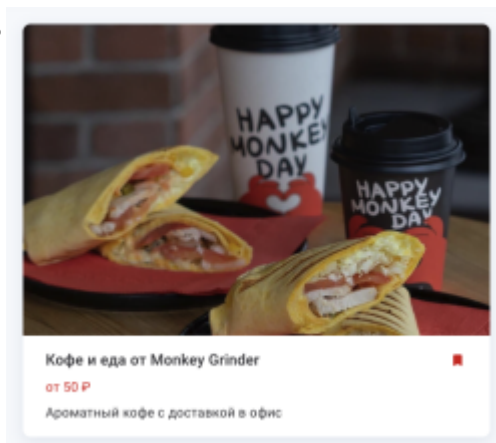 HAPPY
MONKEY
DAY
HAPPY
MONKEY
DAY
Кофе и еда от Monkey Grinder
от 50 ₽
Ароматный кофе с доставкой в офис